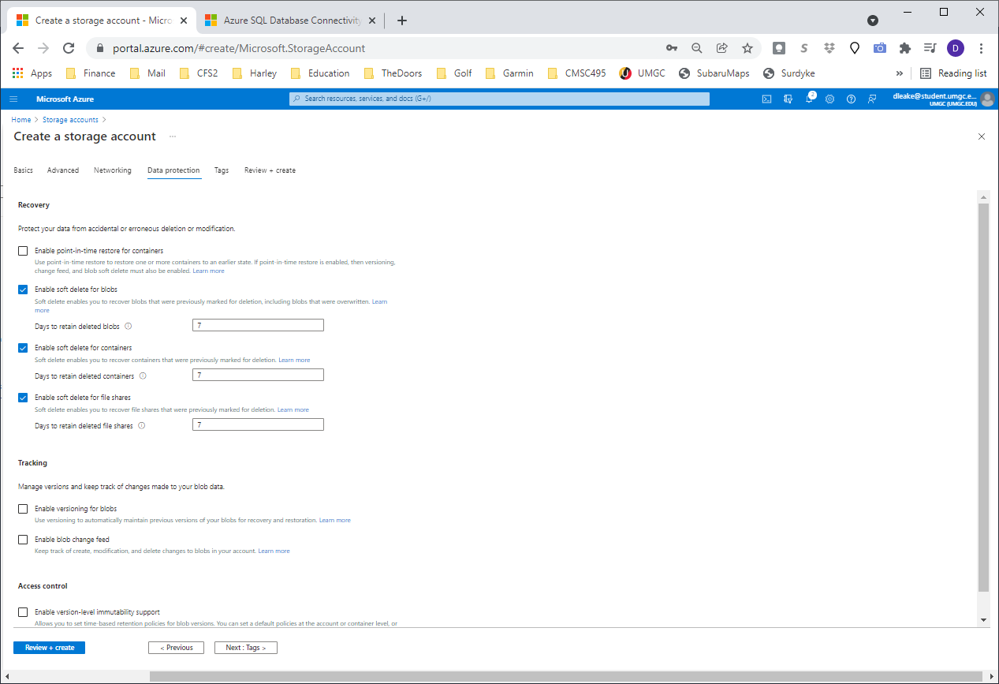 Create a storage account - Micro
Azure SQL Database Connectivity
portal.azure.com/#create/Microsoft.StorageAccount
S
D
Apps Finance Mail CFS2 Harley Education TheDoors Golf Garmin CMSC495 UMGC SubaruMaps Surdyke » Reading list
Microsoft Azure
Search resources, services, and docs (G+/)
2
dleake@student.umgc.e...
UMGC (UMGC.EDU)
Home > Storage accounts >
Create a storage account ...
Basics Advanced Networking Data protection Tags Review + create
Recovery
Protect your data from accidental or erroneous deletion or modification.
Enable point-in-time restore for containers
Use point-in-time restore to restore one or more containers to an earlier state. If point-in-time restore is enabled, then versioning,
change feed, and blob soft delete must also be enabled. Learn more
Enable soft delete for blobs
Soft delete enables you to recover blobs that were previously marked for deletion, including blobs that were overwritten. Learn
more
Days to retain deleted blobs 7
Enable soft delete for containers
Soft delete enables you to recover containers that were previously marked for deletion. Learn more
Days to retain deleted containers 7
Enable soft delete for file shares
Soft delete enables you to recover file shares that were previously marked for deletion. Learn more
Days to retain deleted file shares 7
Tracking
Manage versions and keep track of changes made to your blob data.
Enable versioning for blobs
Use versioning to automatically maintain previous versions of your blobs for recovery and restoration. Learn more
Enable blob change feed
Keep track of create, modification, and delete changes to blobs in your account. Learn more
Access control
Enable version-level immutability support
Allows you to set time-based retention policies for blob versions. You can set a default policies at the account or container level, or
Review + create < Previous Next : Tags >